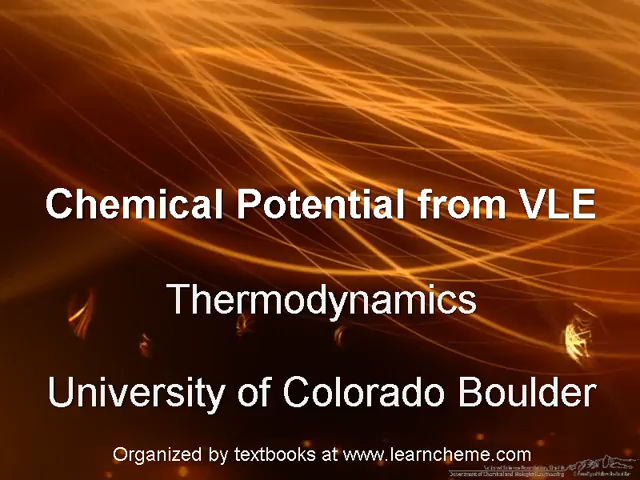 Chemical Potential from VLE
Thermodynamics
University of Colorado Boulder
Organized by textbooks at www.learncheme.com